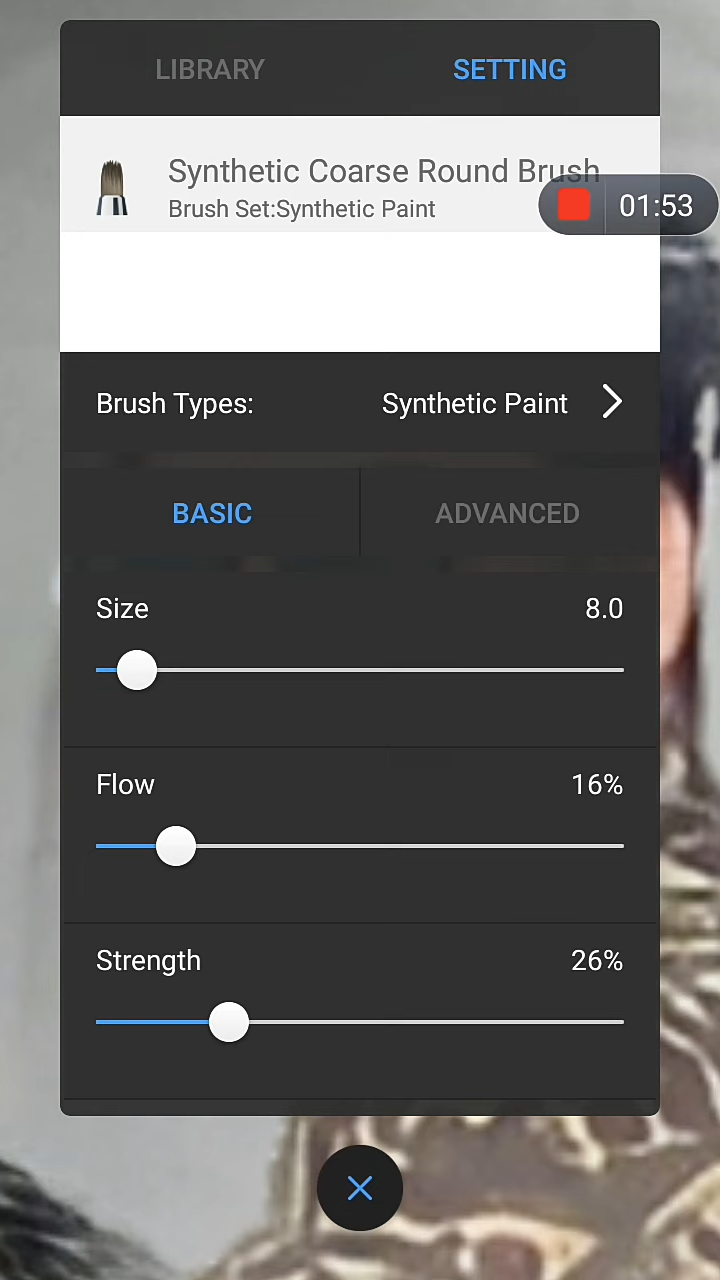 LIBRARY SETTING
Synthetic Coarse Round Brush
Brush Set:Synthetic Paint
01:53
Brush Types: Synthetic Paint
BASIC ADVANCED
Size 8.0
Flow 16%
Strength 26%